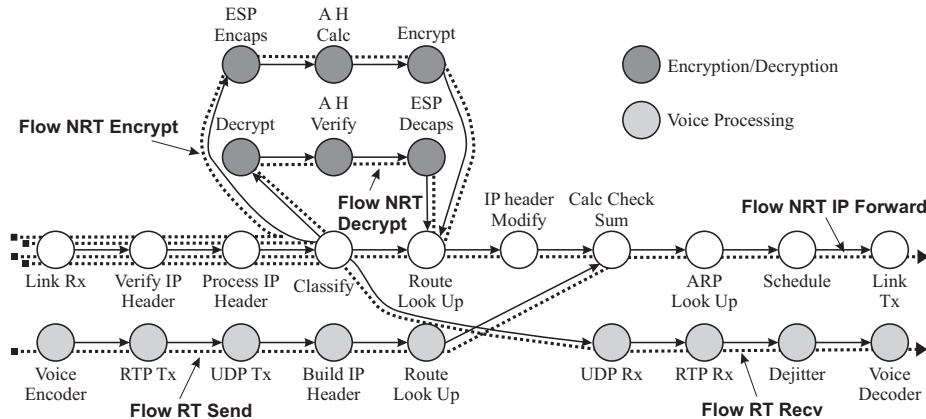 ESP
Encaps
A H
Calc
Encrypt
Encryption/Decryption
Voice Processing
Flow NRT Encrypt
Decrypt
A H
Verify
ESP
Decaps
Flow NRT
Decrypt
IP header
Modify
Calc Check
Sum
Flow NRT IP Forward
Link Rx
Verify IP
Header
Process IP
Header
Classify
Route
Look Up
ARP
Look Up
Schedule
Link
Tx
Voice
Encoder
RTP Tx
UDP Tx
Build IP
Header
Route
Look Up
UDP Rx
RTP Rx
Dejitter
Voice
Decoder
Flow RT Send
Flow RT Recv